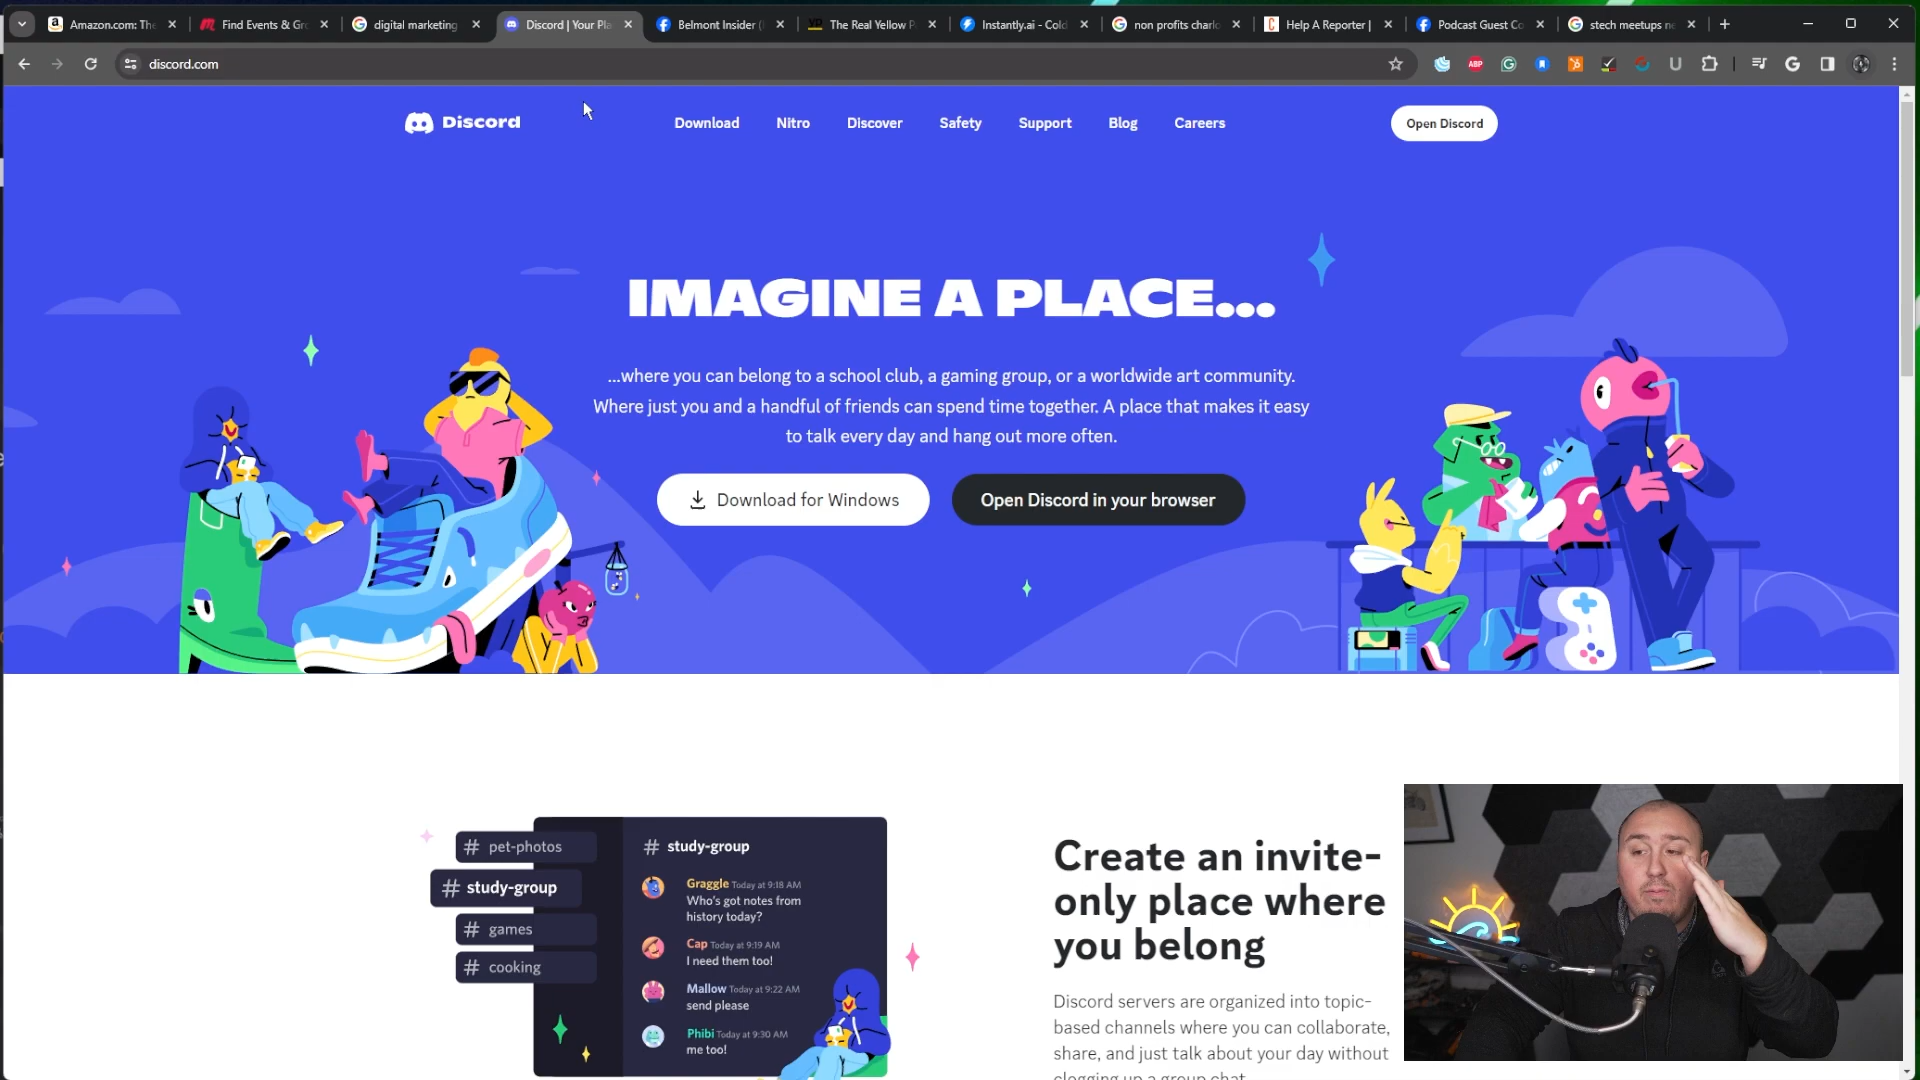 Amazon.com: The
Find Events & Gro
digital marketing
Discord | Your Pla
Belmont Insider (
The Real Yellow P
Instantly.ai - Cold
non profits charlo
Help A Reporter |
Podcast Guest Co
stech meetups ne
discord.com
ABP
Discord
Download
Nitro
Discover
Safety
Support
Blog
Careers
Open Discord
IMAGINE A PLACE...
...where you can belong to a school club, a gaming group, or a worldwide art community.
Where just you and a handful of friends can spend time together. A place that makes it easy
to talk every day and hang out more often.
Download for Windows
Open Discord in your browser
# pet-photos
# study-group
# games
# cooking
# study-group
Graggle Today at 9:18 AM
Who's got notes from
history today?
Cap Today at 9:19 AM
I need them too!
Mallow Today at 9:22 AM
send please
Phibi Today at 9:30 AM
me too!
Create an invite-
only place where
you belong
Discord servers are organized into topic-
based channels where you can collaborate,
share, and just talk about your day without
clogging up a group chat.